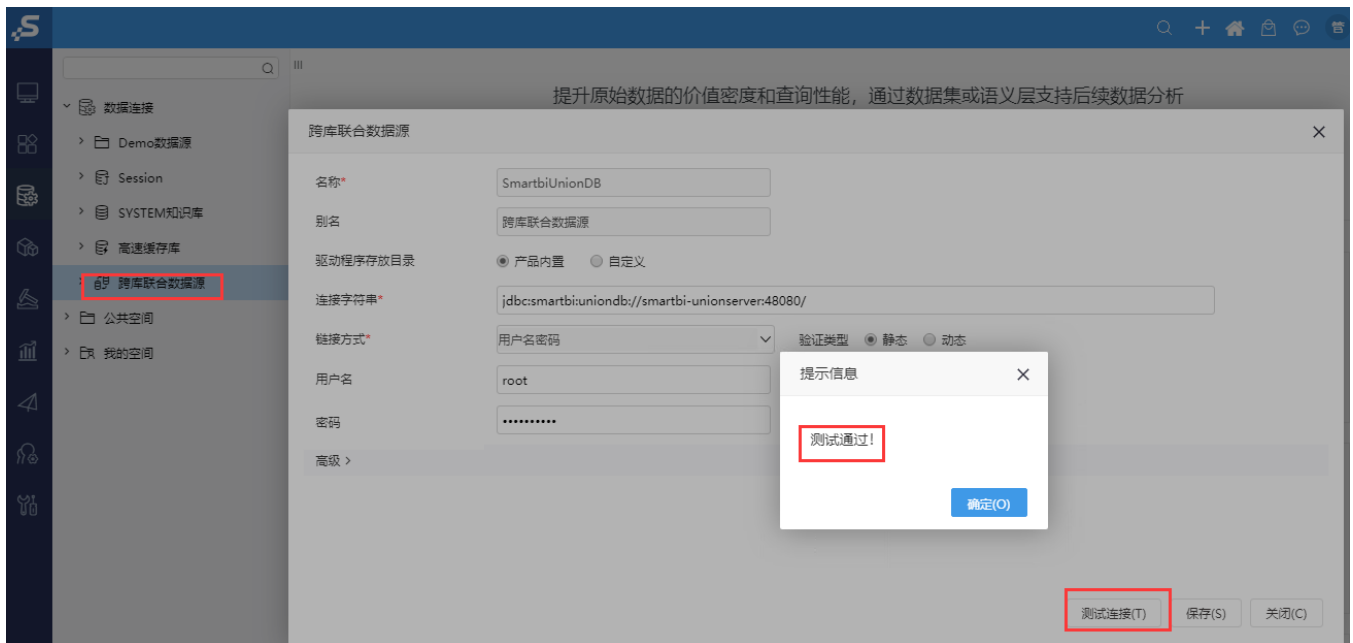 S
管
数据连接
Demo数据源
Session
SYSTEM知识库
高速缓存库
跨库联合数据源
公共空间
我的空间
提升原始数据的价值密度和查询性能，通过数据集或语义层支持后续数据分析
跨库联合数据源
名称*
SmartbiUnionDB
别名
跨库联合数据源
驱动程序存放目录
产品内置 自定义
连接字符串*
jdbc:smartbi:uniondb://smartbi-unionserver:48080/
链接方式*
用户名密码
验证类型 静态 动态
用户名
root
密码
••••••••••
高级 >
提示信息
测试通过!
确定(O)
测试连接(T) 保存(S) 关闭(C)